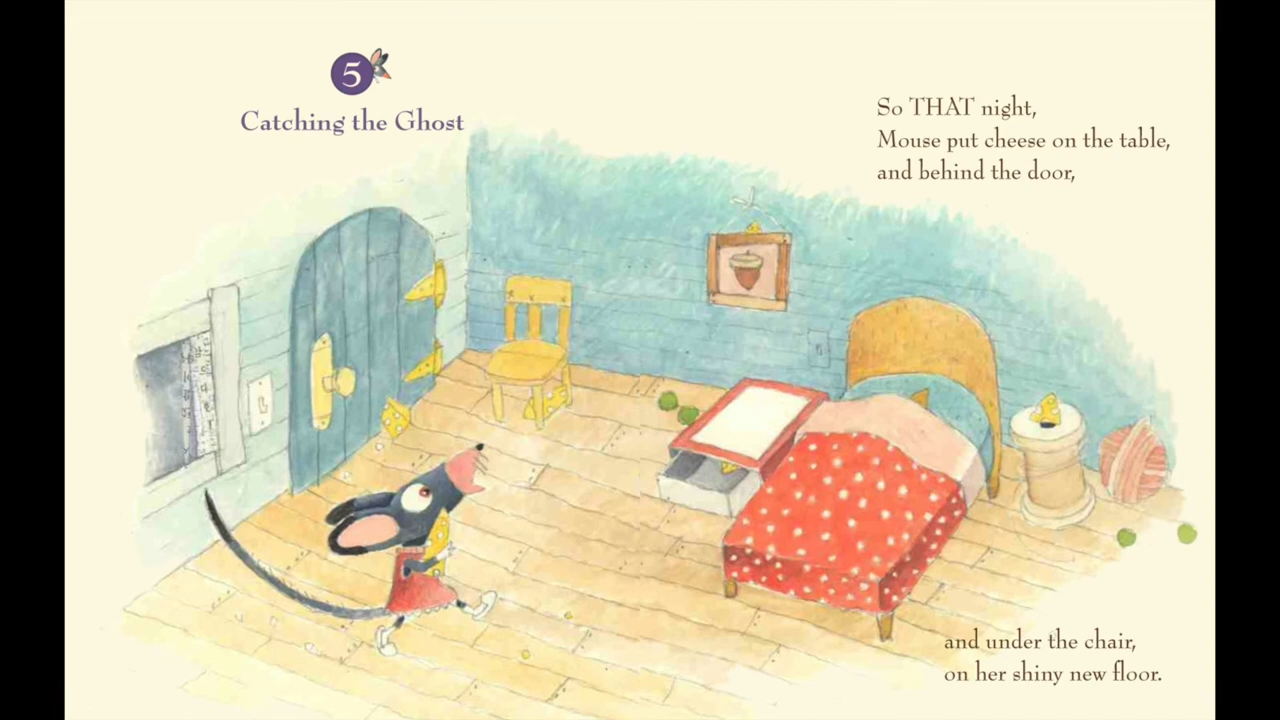 5
Catching the Ghost
So THAT night,
Mouse put cheese on the table,
and behind the door,
and under the chair,
on her shiny new floor.